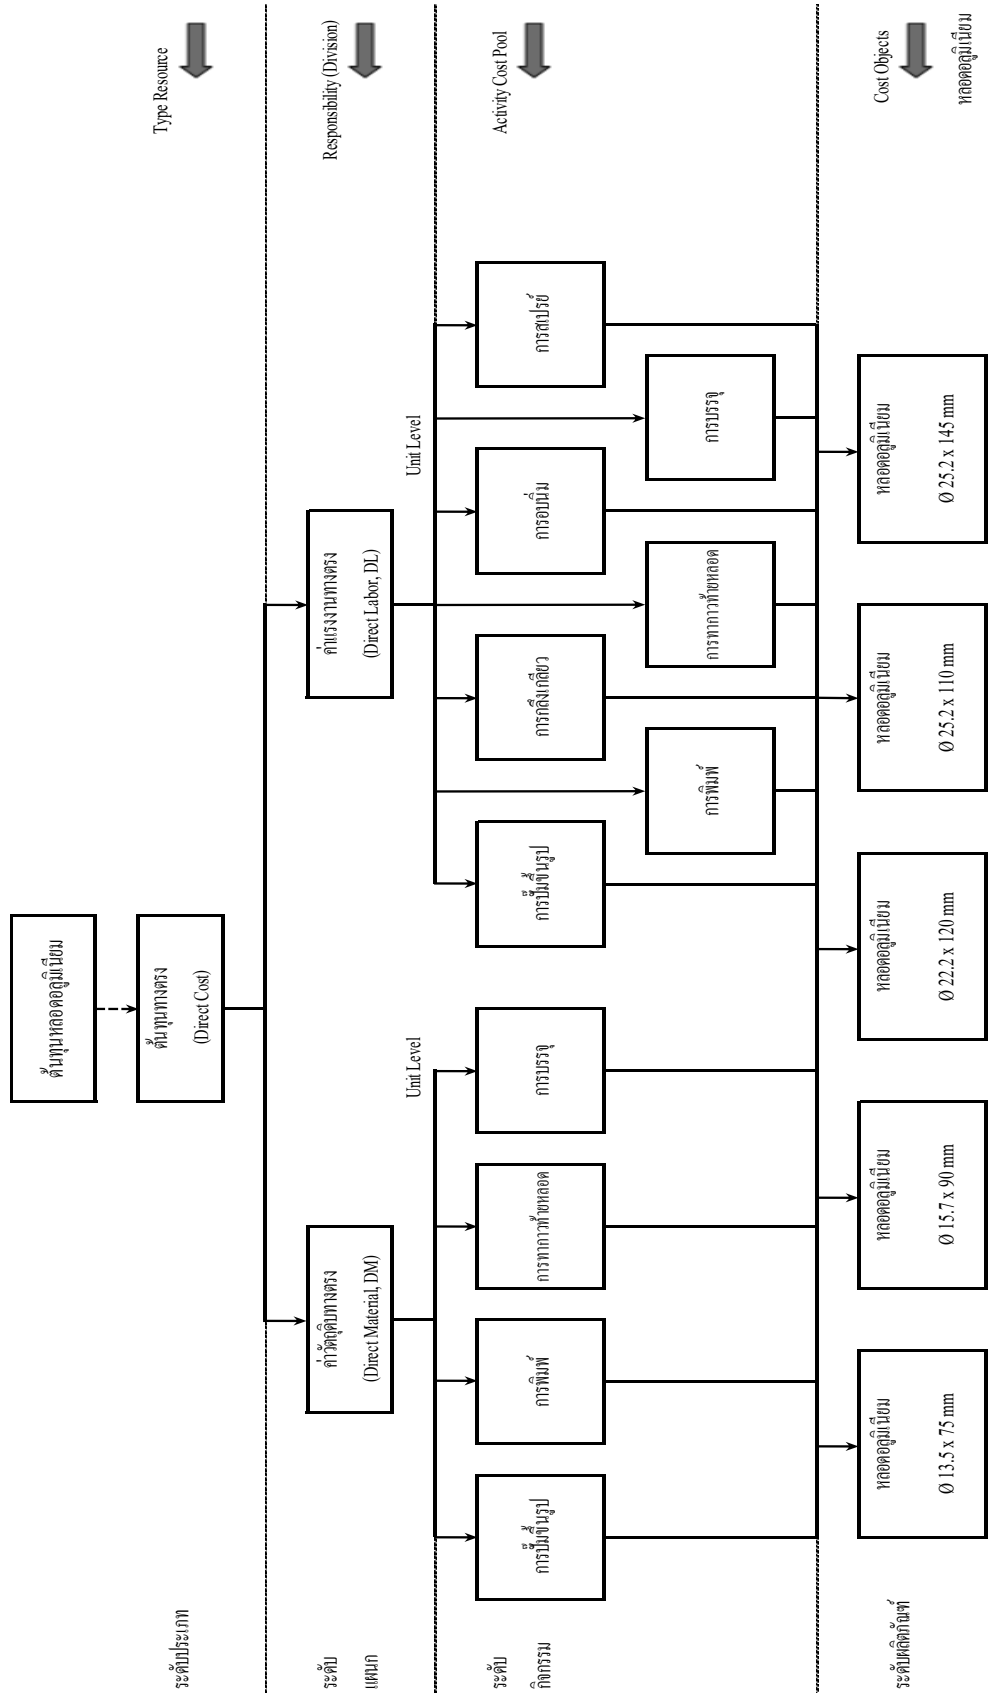 ต้นทุนหลอดอลูมิเนียม
ระดับประเภท
ต้นทุนทางตรง
(Direct Cost)
Type Resource
ระดับ
แผนก
ค่าวัตถุดิบทางตรง
(Direct Material, DM)
ค่าแรงงานทางตรง
(Direct Labor, DL)
Responsibility (Division)
Unit Level
Unit Level
ระดับ
กิจกรรม
การปั๊มขึ้นรูป
การพิมพ์
การทากาวท้ายหลอด
การบรรจุ
การปั๊มขึ้นรูป
การกลึงเกลียว
การอบนิ่ม
การสเปรย์
Activity Cost Pool
การพิมพ์
การทากาวท้ายหลอด
การบรรจุ
ระดับผลิตภัณฑ์
หลอดอลูมิเนียม
Ø 13.5 x 75 mm
หลอดอลูมิเนียม
Ø 15.7 x 90 mm
หลอดอลูมิเนียม
Ø 22.2 x 120 mm
หลอดอลูมิเนียม
Ø 25.2 x 110 mm
หลอดอลูมิเนียม
Ø 25.2 x 145 mm
Cost Objects
หลอดอลูมิเนียม